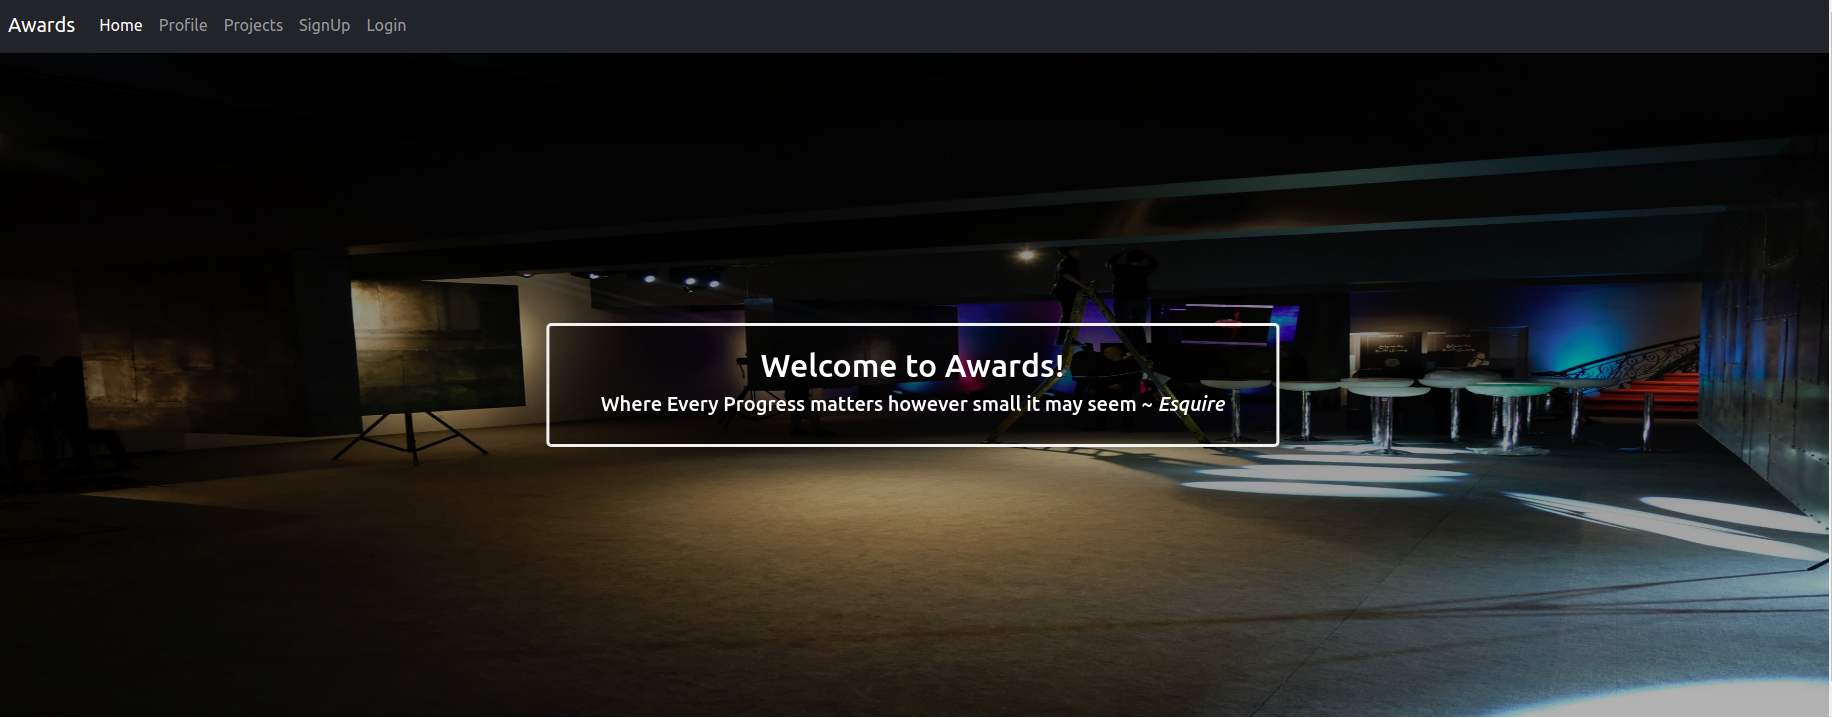 Awards Home Profile Projects SignUp Login
Welcome to Awards!
Where Every Progress matters however small it may seem ~ Esquire